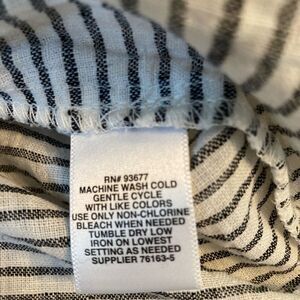 RN# 93677
MACHINE WASH COLD
GENTLE CYCLE
WITH LIKE COLORS
USE ONLY NON-CHLORINE
BLEACH WHEN NEEDED
TUMBLE DRY LOW
IRON ON LOWEST
SETTING AS NEEDED
SUPPLIER 76163-5